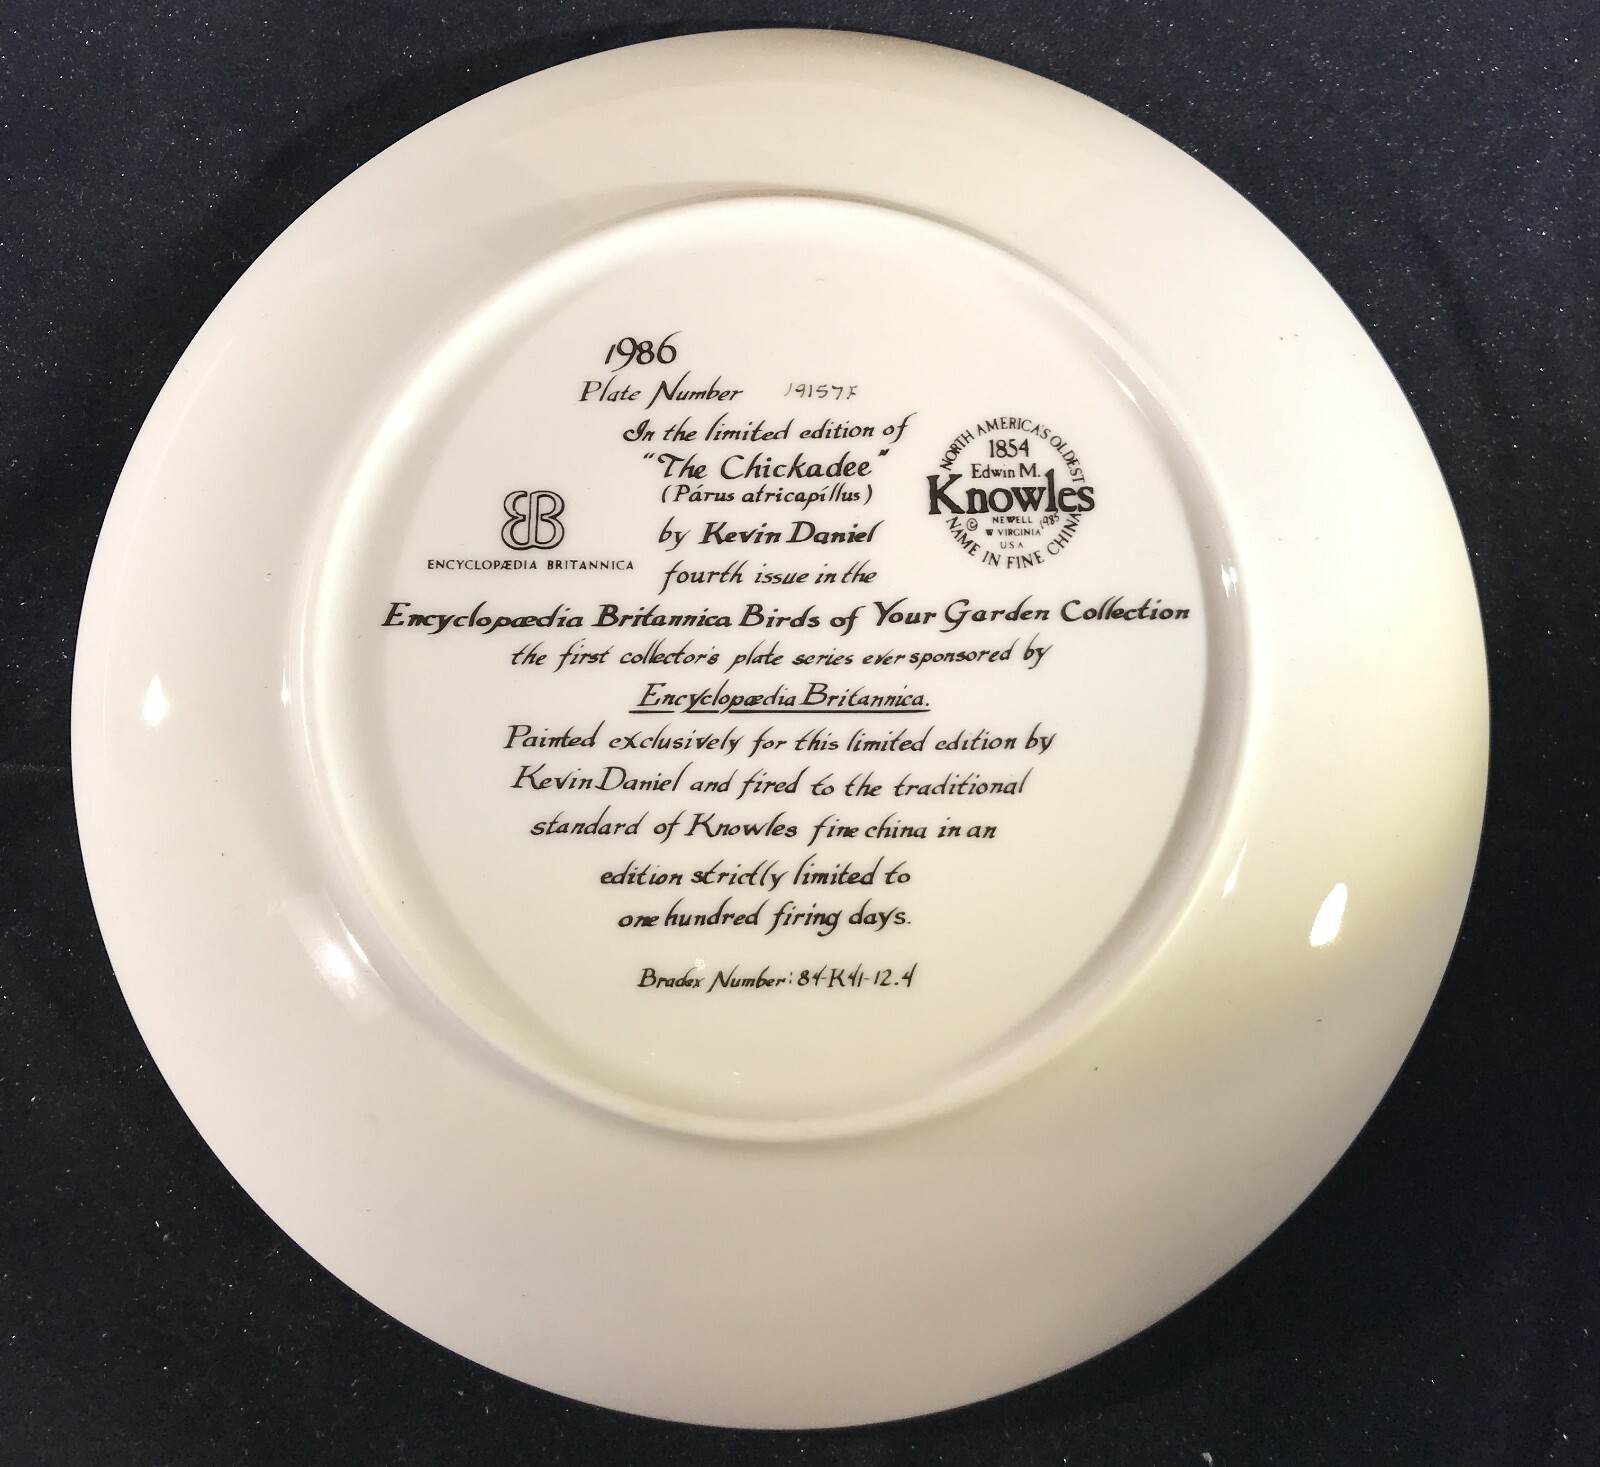 1986
Plate Number 19157F
In the limited edition of
"The Chickadee"
(Párus atricapíllus)
by Kevin Daniel
fourth issue in the
Encyclopædia Britannica Birds of Your Garden Collection
the first collector's plate series ever sponsored by
Encyclopædia Britannica.
Painted exclusively for this limited edition by
Kevin Daniel and fired to the traditional
standard of Knowles fine china in an
edition strictly limited to
one hundred firing days.
Bradex Number: 84-K41-12.4
ENCYCLOPÆDIA BRITANNICA
NORTH AMERICA'S OLDEST
1854
Edwin M.
Knowles
© NEWELL 1985
W VIRGINIA
U.S.A
NAME IN FINE CHINA